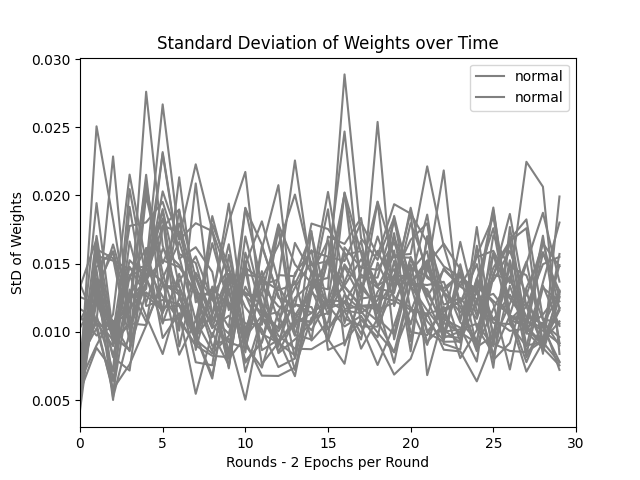 Standard Deviation of Weights over Time
normal
normal
StD of Weights
0.030
0.025
0.020
0.015
0.010
0.005
0
5
10
15
20
25
30
Rounds - 2 Epochs per Round